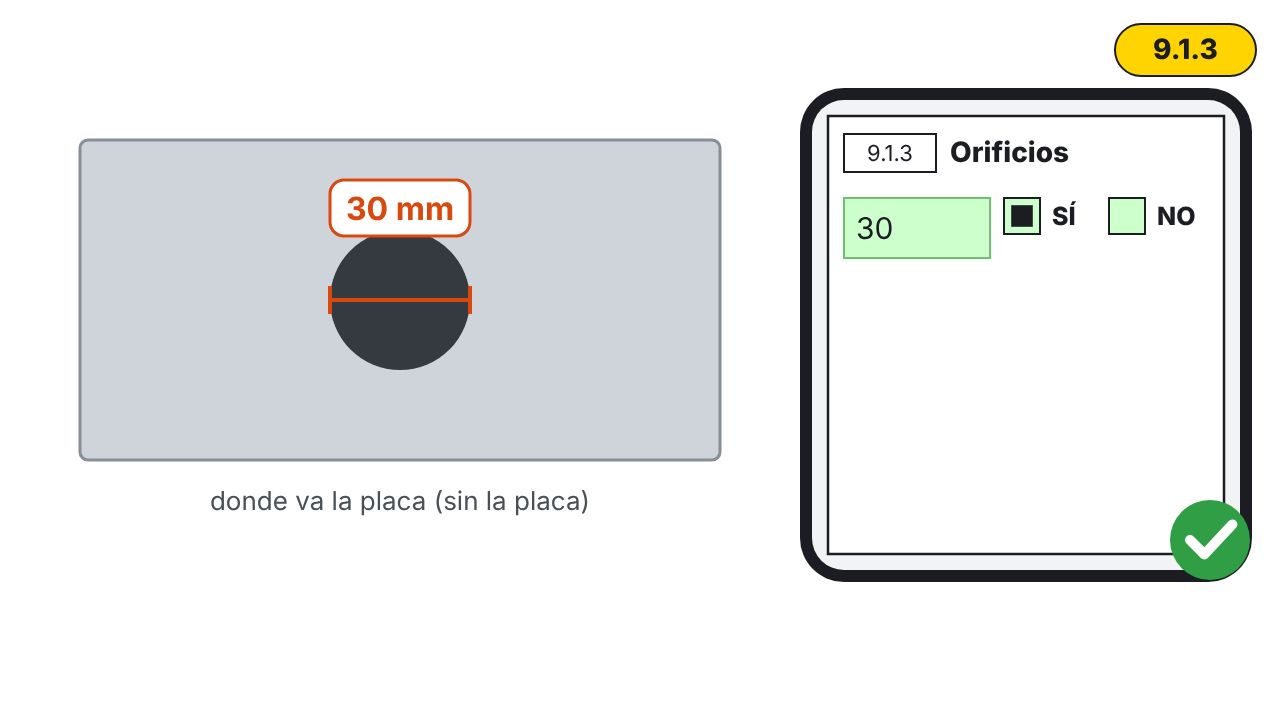 9.1.3
30 mm
donde va la placa (sin la placa)
9.1.3 Orificios
30 SÍ NO